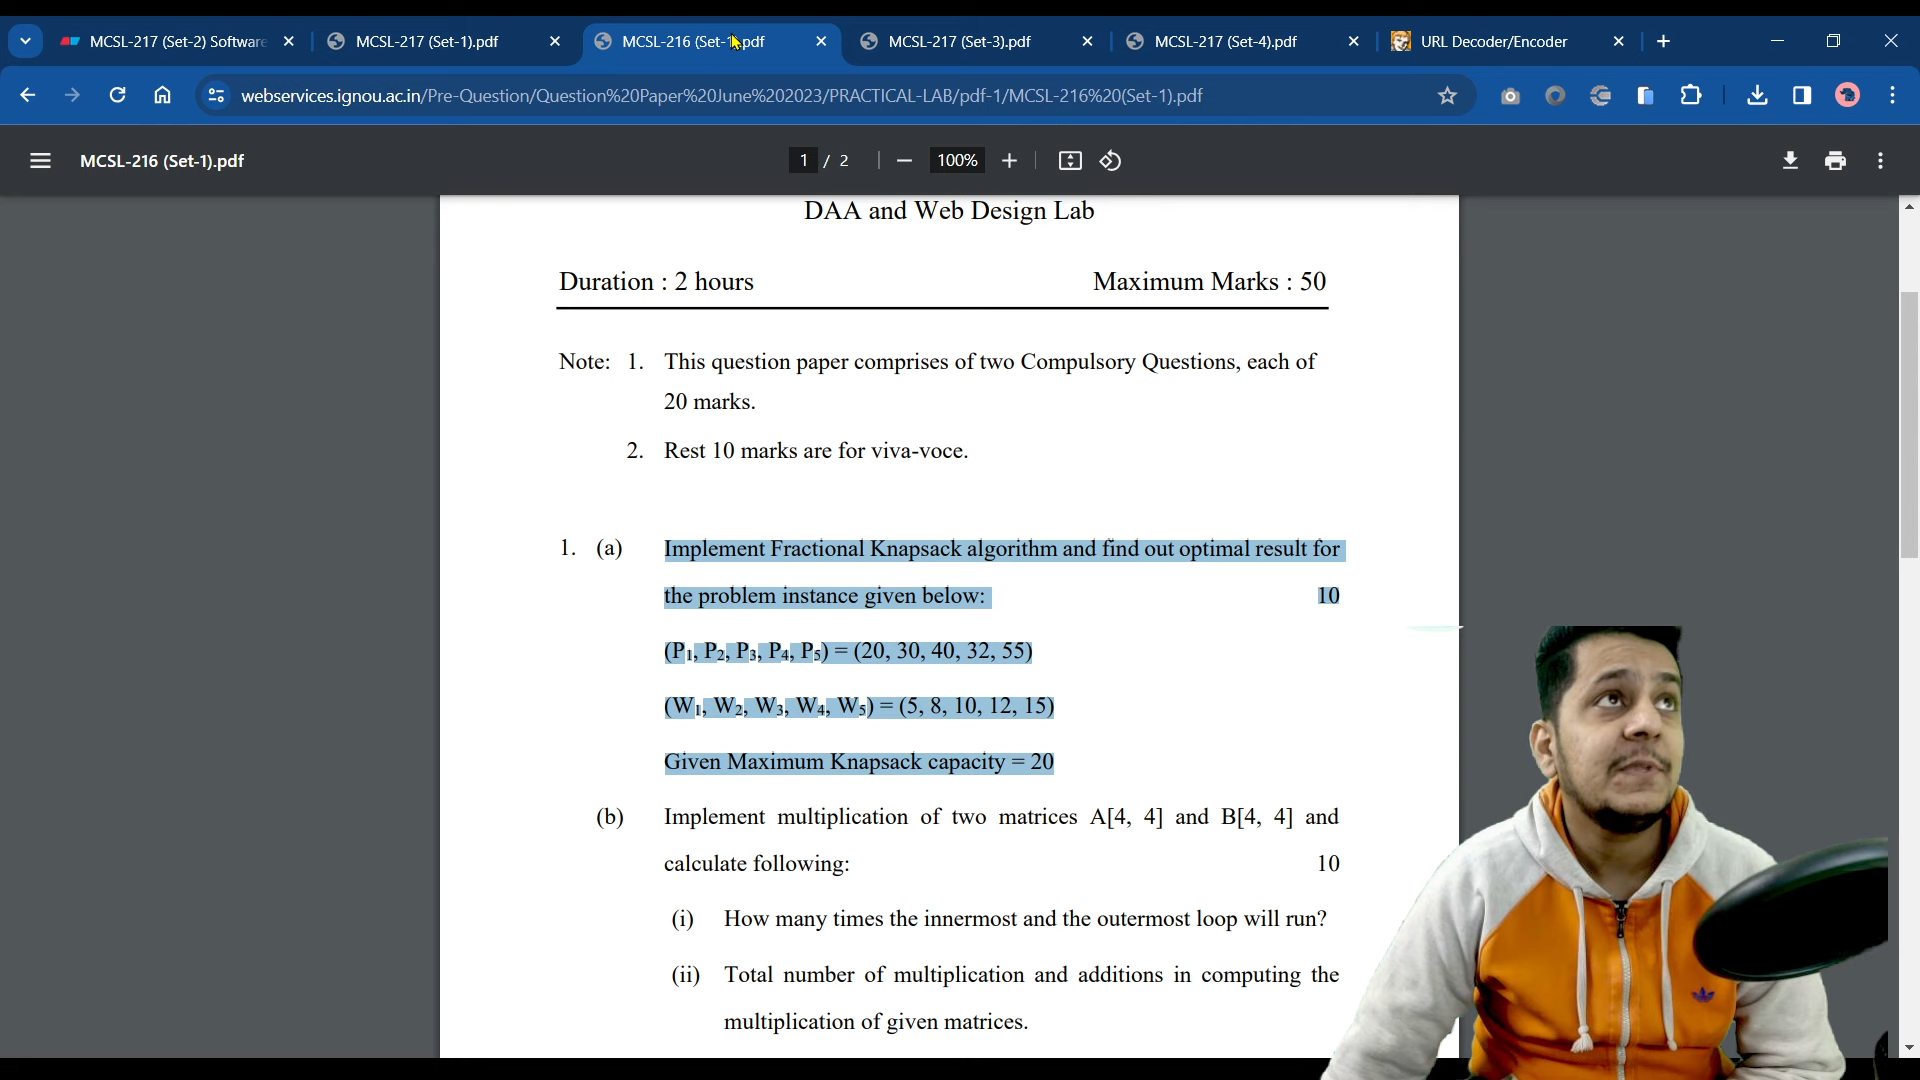 MCSL-217 (Set-2) Software
MCSL-217 (Set-1).pdf
MCSL-216 (Set-1).pdf
MCSL-217 (Set-3).pdf
MCSL-217 (Set-4).pdf
URL Decoder/Encoder
webservices.ignou.ac.in/Pre-Question/Question%20Paper%20June%202023/PRACTICAL-LAB/pdf-1/MCSL-216%20(Set-1).pdf
MCSL-216 (Set-1).pdf
1 / 2
100%
DAA and Web Design Lab
Duration : 2 hours Maximum Marks : 50
Note: 1. This question paper comprises of two Compulsory Questions, each of
20 marks.
2. Rest 10 marks are for viva-voce.
1. (a) Implement Fractional Knapsack algorithm and find out optimal result for
the problem instance given below: 10
(P1, P2, P3, P4, P5) = (20, 30, 40, 32, 55)
(W1, W2, W3, W4, W5) = (5, 8, 10, 12, 15)
Given Maximum Knapsack capacity = 20
(b) Implement multiplication of two matrices A[4, 4] and B[4, 4] and
calculate following: 10
(i) How many times the innermost and the outermost loop will run?
(ii) Total number of multiplication and additions in computing the
multiplication of given matrices.